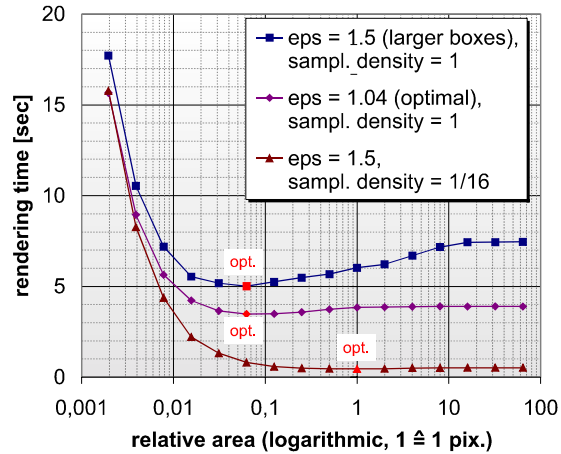 20
15
10
5
0
rendering time [sec]
eps = 1.5 (larger boxes),
sampl. density = 1
eps = 1.04 (optimal),
sampl. density = 1
eps = 1.5,
sampl. density = 1/16
opt.
opt.
opt.
0,001
0,01
0,1
1
10
100
relative area (logarithmic, 1 ≙ 1 pix.)